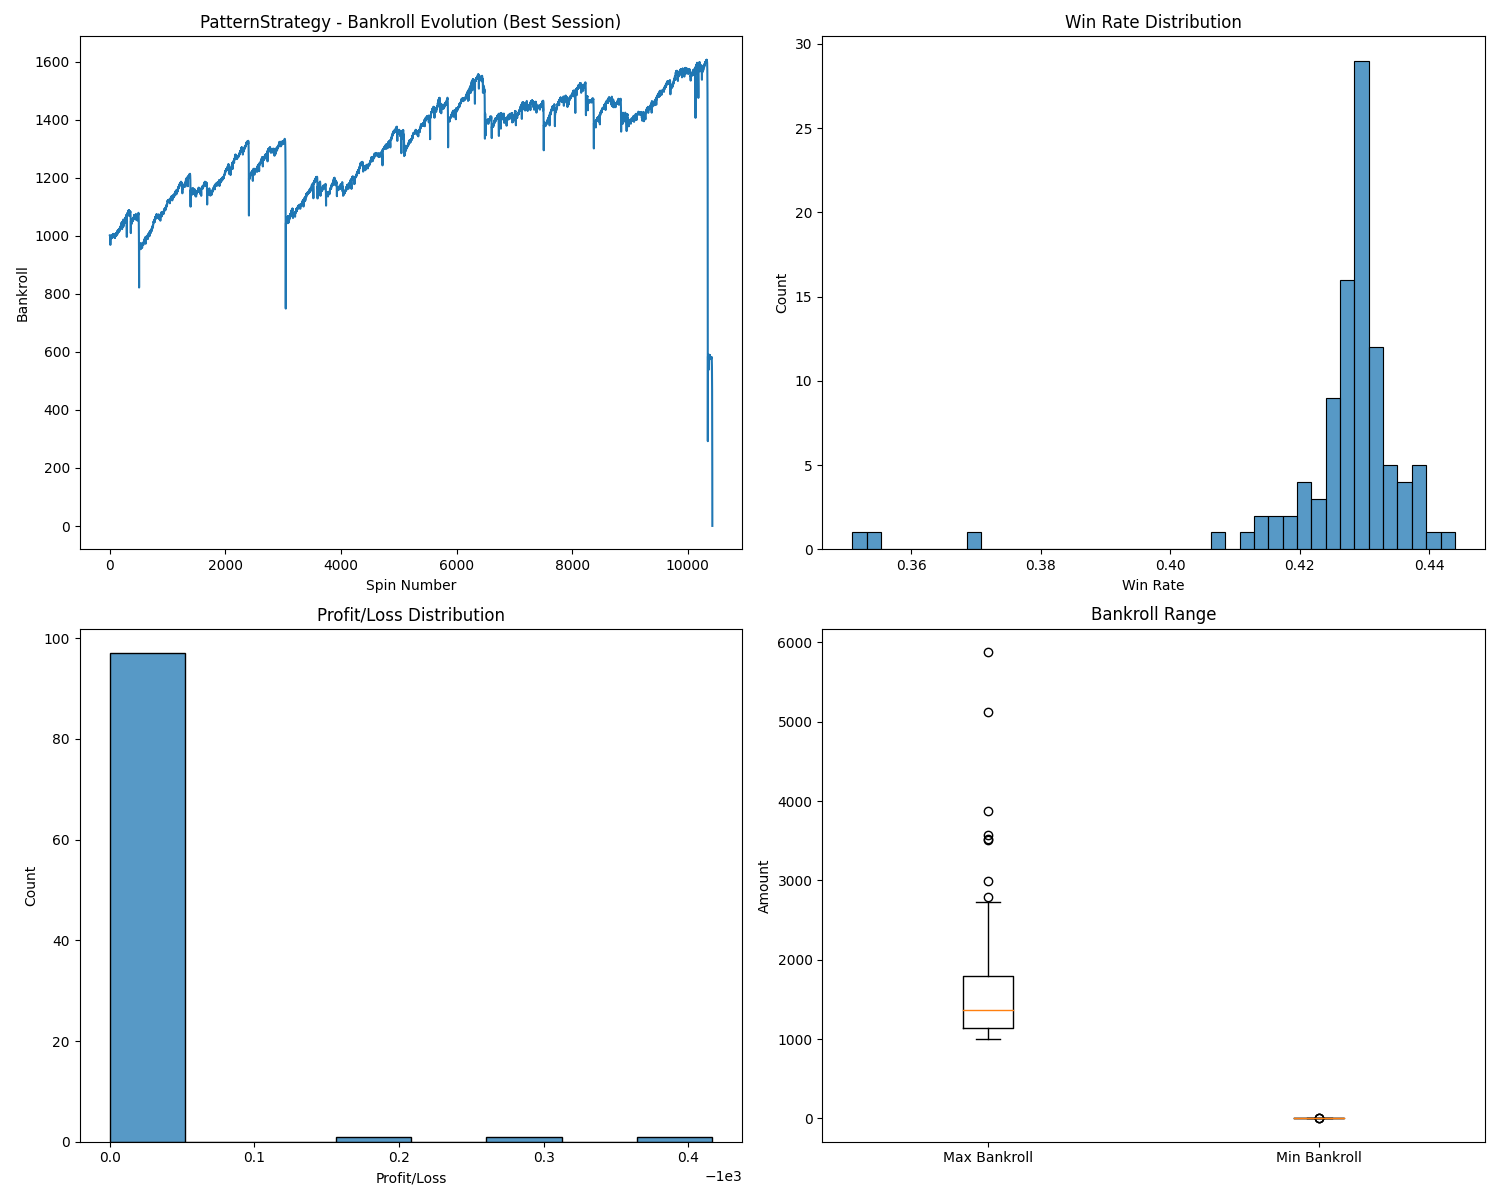 PatternStrategy - Bankroll Evolution (Best Session)
Bankroll
1600
1400
1200
1000
800
600
400
200
0
0 2000 4000 6000 8000 10000
Spin Number
Win Rate Distribution
Count
30
25
20
15
10
5
0
0.36 0.38 0.40 0.42 0.44
Win Rate
Profit/Loss Distribution
Count
100
80
60
40
20
0
0.0 0.1 0.2 0.3 0.4
Profit/Loss
−1e3
Bankroll Range
Amount
6000
5000
4000
3000
2000
1000
0
Max Bankroll Min Bankroll